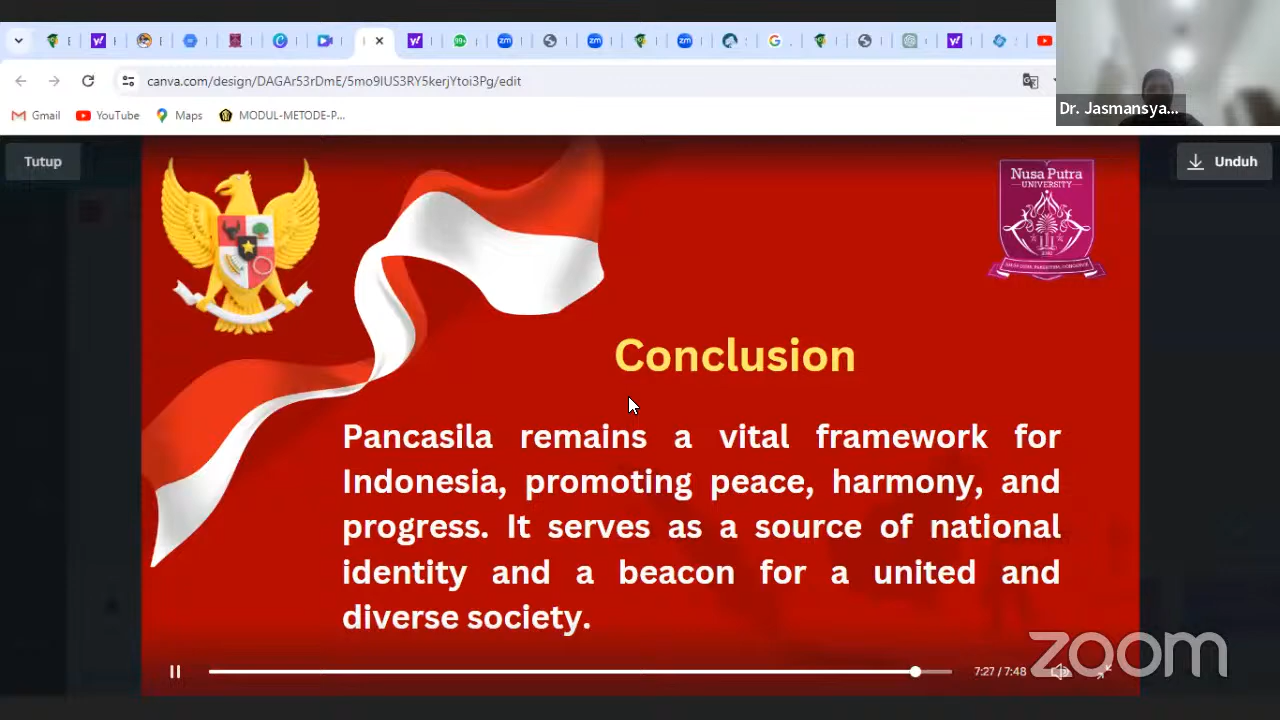 99+
canva.com/design/DAGAr53rDmE/5mo9IUS3RY5kerjYtoi3Pg/edit
Gmail
YouTube
Maps
MODUL-METODE-P...
Dr. Jasmansya...
Tutup
Unduh
Nusa Putra
UNIVERSITY
Conclusion
Pancasila remains a vital framework for
Indonesia, promoting peace, harmony, and
progress. It serves as a source of national
identity and a beacon for a united and
diverse society.
7:27 / 7:48
zoom